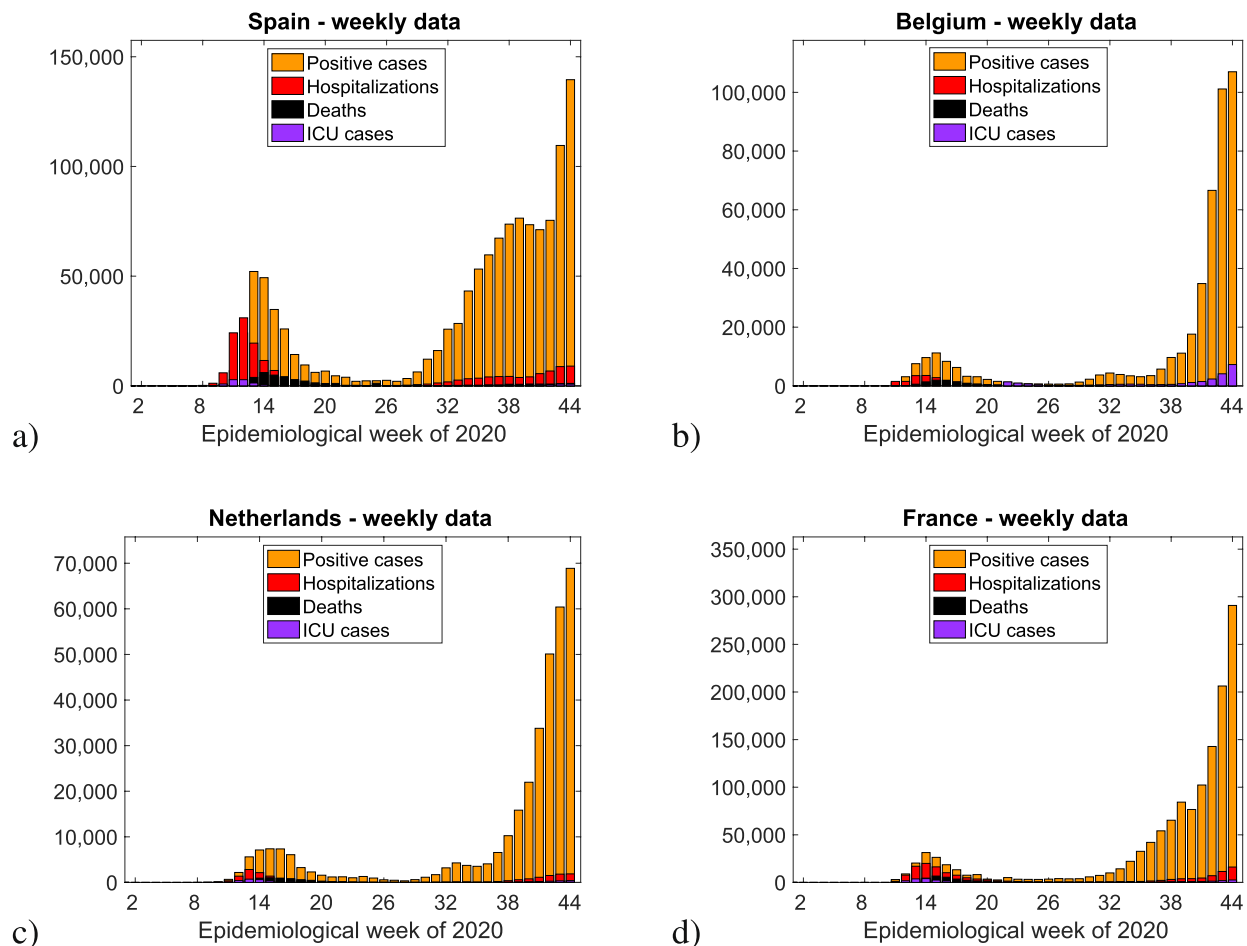 Spain - weekly data
Positive cases
Hospitalizations
Deaths
ICU cases
150,000
100,000
50,000
0
2 8 14 20 26 32 38 44
Epidemiological week of 2020
a)
Belgium - weekly data
Positive cases
Hospitalizations
Deaths
ICU cases
100,000
80,000
60,000
40,000
20,000
0
2 8 14 20 26 32 38 44
Epidemiological week of 2020
b)
Netherlands - weekly data
Positive cases
Hospitalizations
Deaths
ICU cases
70,000
60,000
50,000
40,000
30,000
20,000
10,000
0
2 8 14 20 26 32 38 44
Epidemiological week of 2020
c)
France - weekly data
Positive cases
Hospitalizations
Deaths
ICU cases
350,000
300,000
250,000
200,000
150,000
100,000
50,000
0
2 8 14 20 26 32 38 44
Epidemiological week of 2020
d)